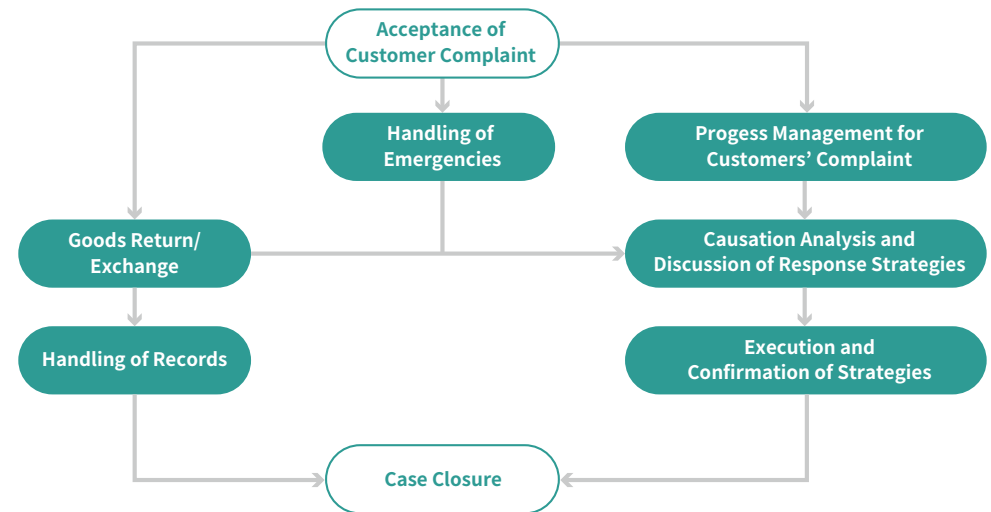 Acceptance of
Customer Complaint
Handling of
Emergencies
Progess Management for
Customers’ Complaint
Goods Return/
Exchange
Causation Analysis and
Discussion of Response Strategies
Handling of Records
Execution and
Confirmation of Strategies
Case Closure